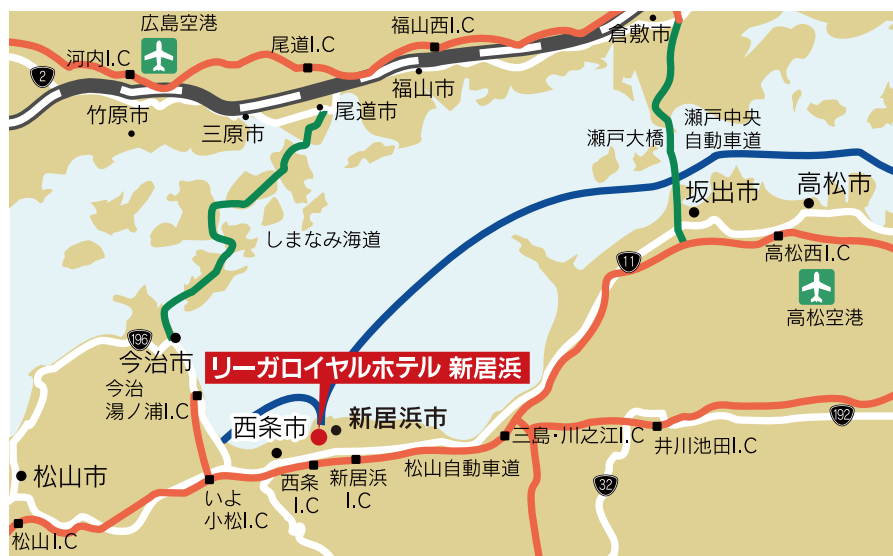 広島空港
河内I.C
尾道I.C
福山西I.C
倉敷市
2
竹原市
三原市
尾道市
福山市
瀬戸大橋
瀬戸中央
自動車道
坂出市
高松市
しまなみ海道
11
高松西I.C
高松空港
196
今治市
今治
湯ノ浦I.C
リーガロイヤルホテル 新居浜
西条市
新居浜市
三島・川之江I.C
井川池田I.C
192
松山市
いよ
小松I.C
西条
I.C
新居浜
I.C
松山自動車道
32
松山I.C